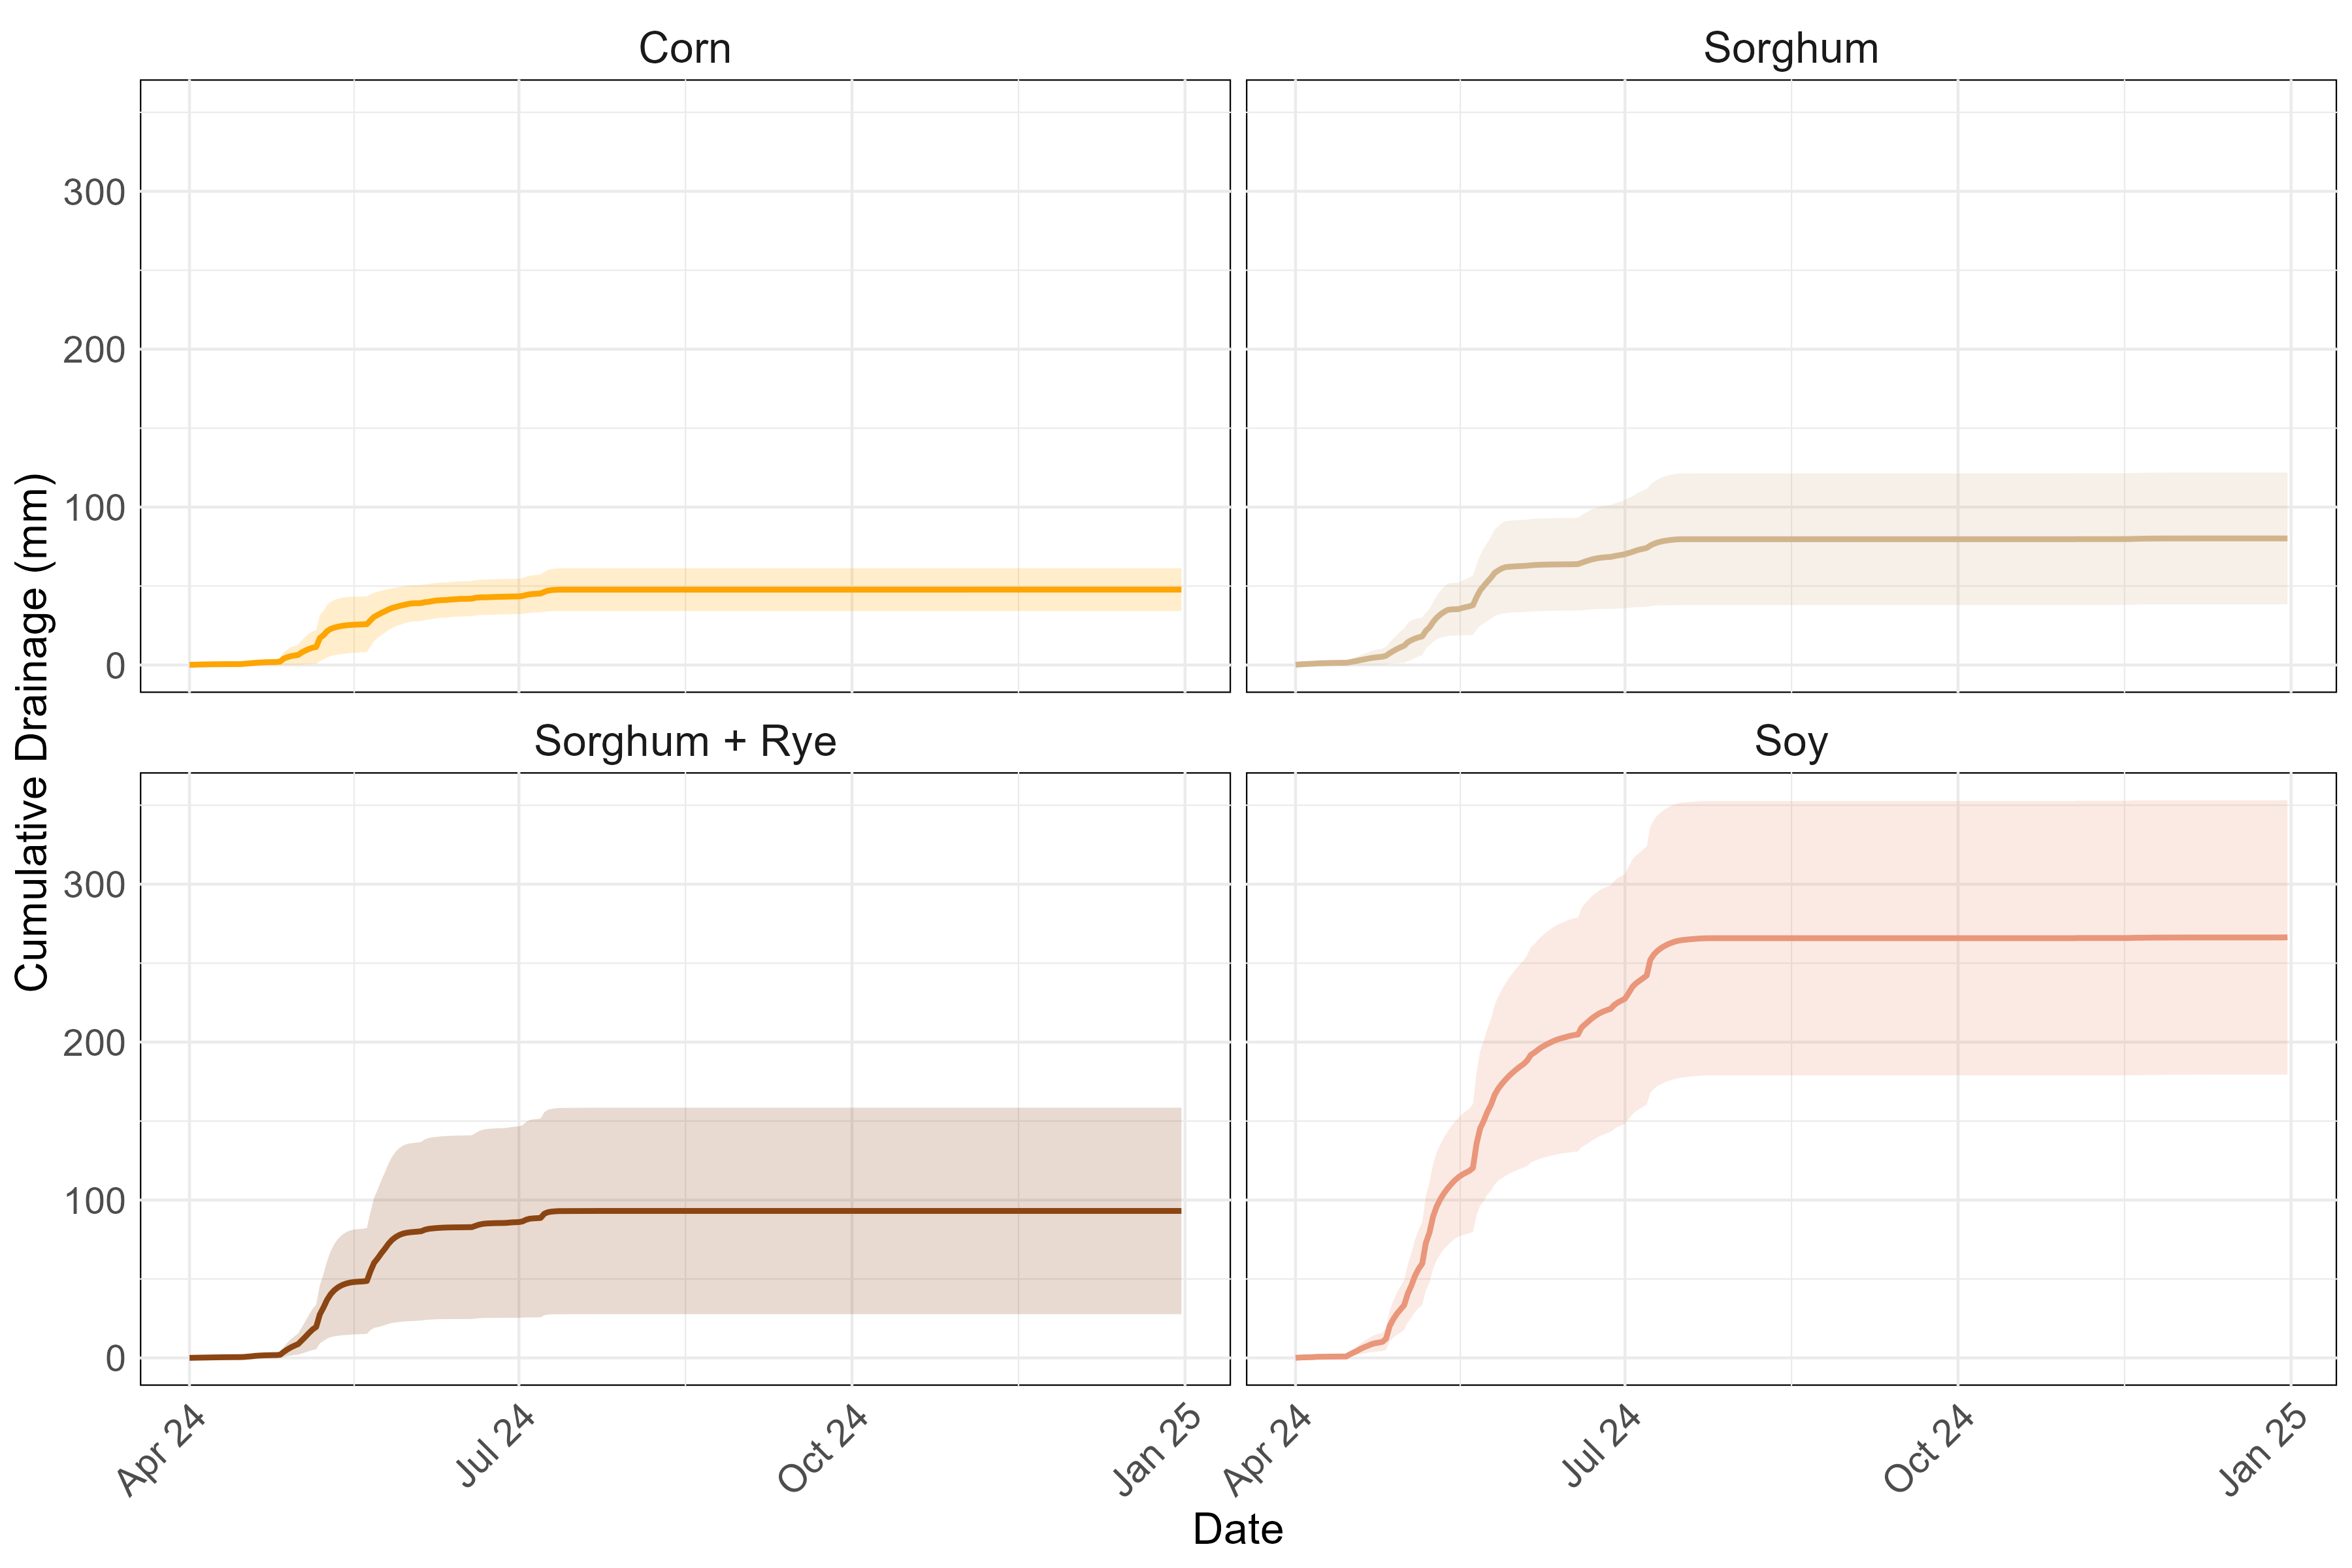 Corn
Sorghum
300
200
100
0
Sorghum + Rye
Soy
300
200
100
0
Cumulative Drainage (mm)
Apr 24
Jul 24
Oct 24
Jan 25
Apr 24
Jul 24
Oct 24
Jan 25
Date